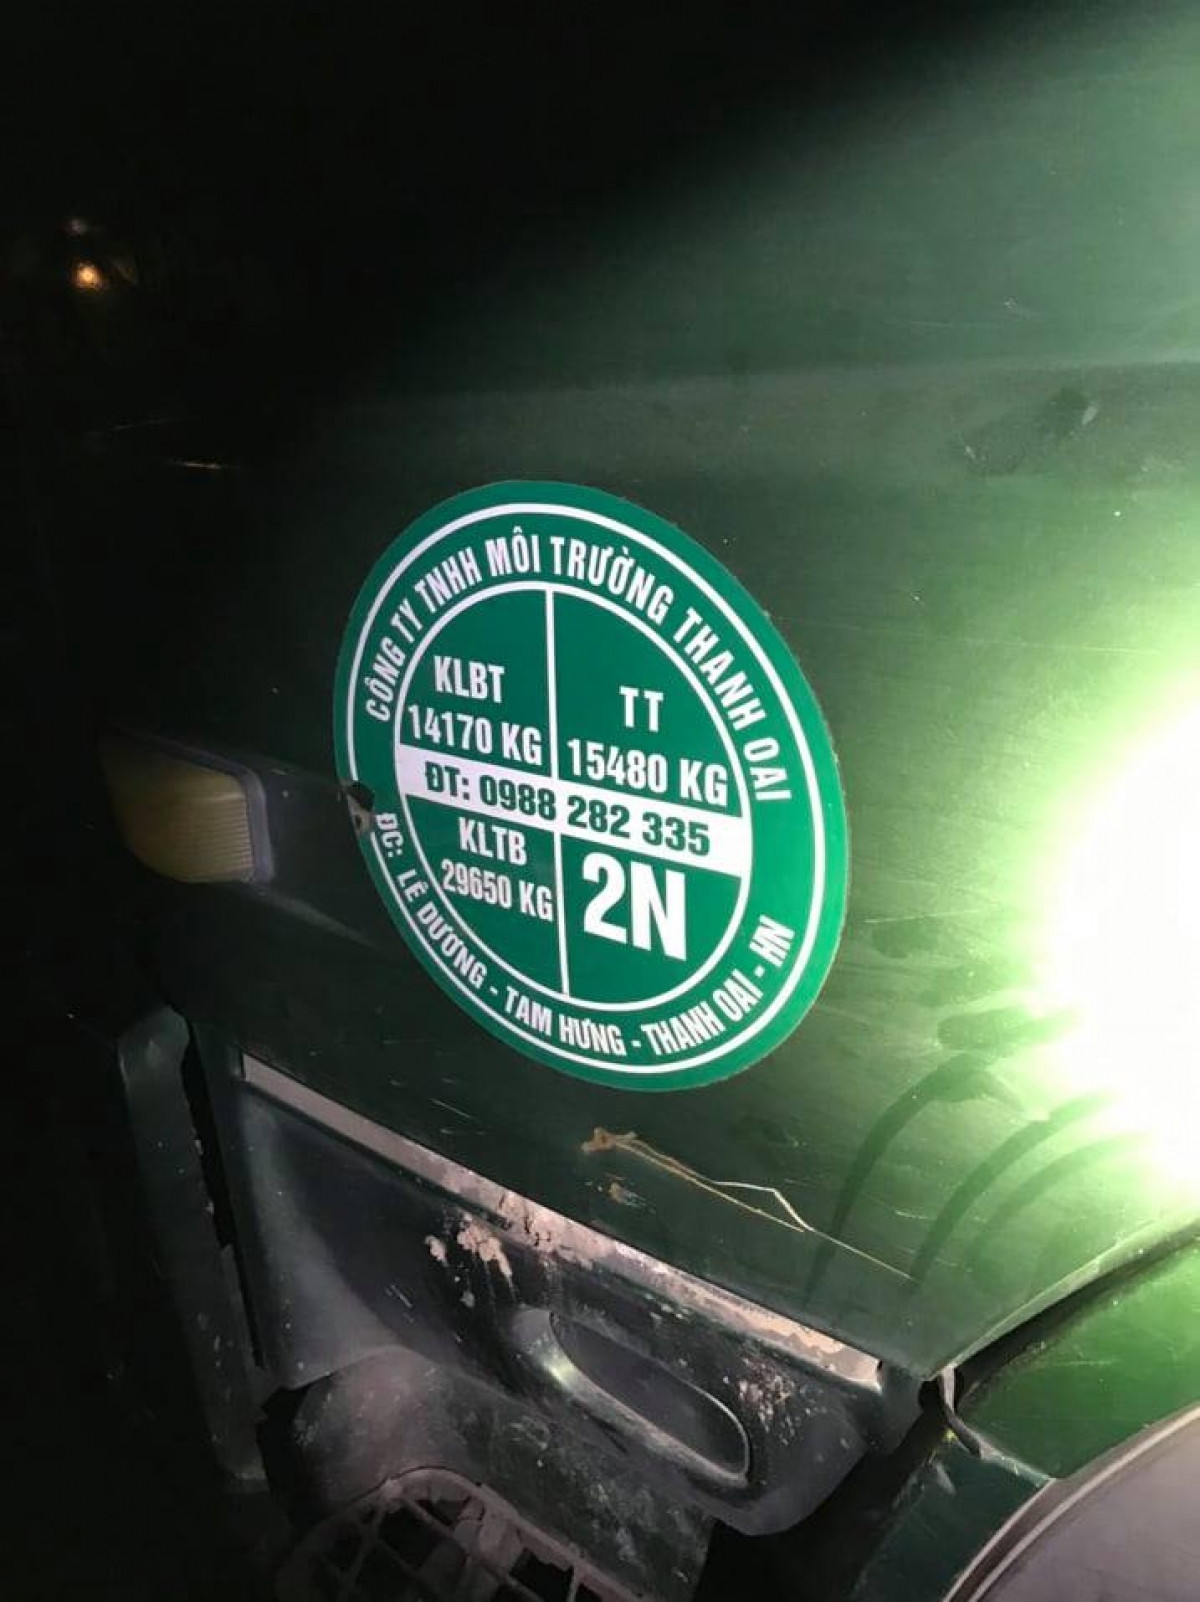 CÔNG TY TNHH MÔI TRƯỜNG THANH OAI
KLBT
14170 KG
TT
15480 KG
ĐT: 0988 282 335
KLTB
29650 KG
2N
ĐC: LÊ DƯƠNG - TAM HƯNG - THANH OAI - HN